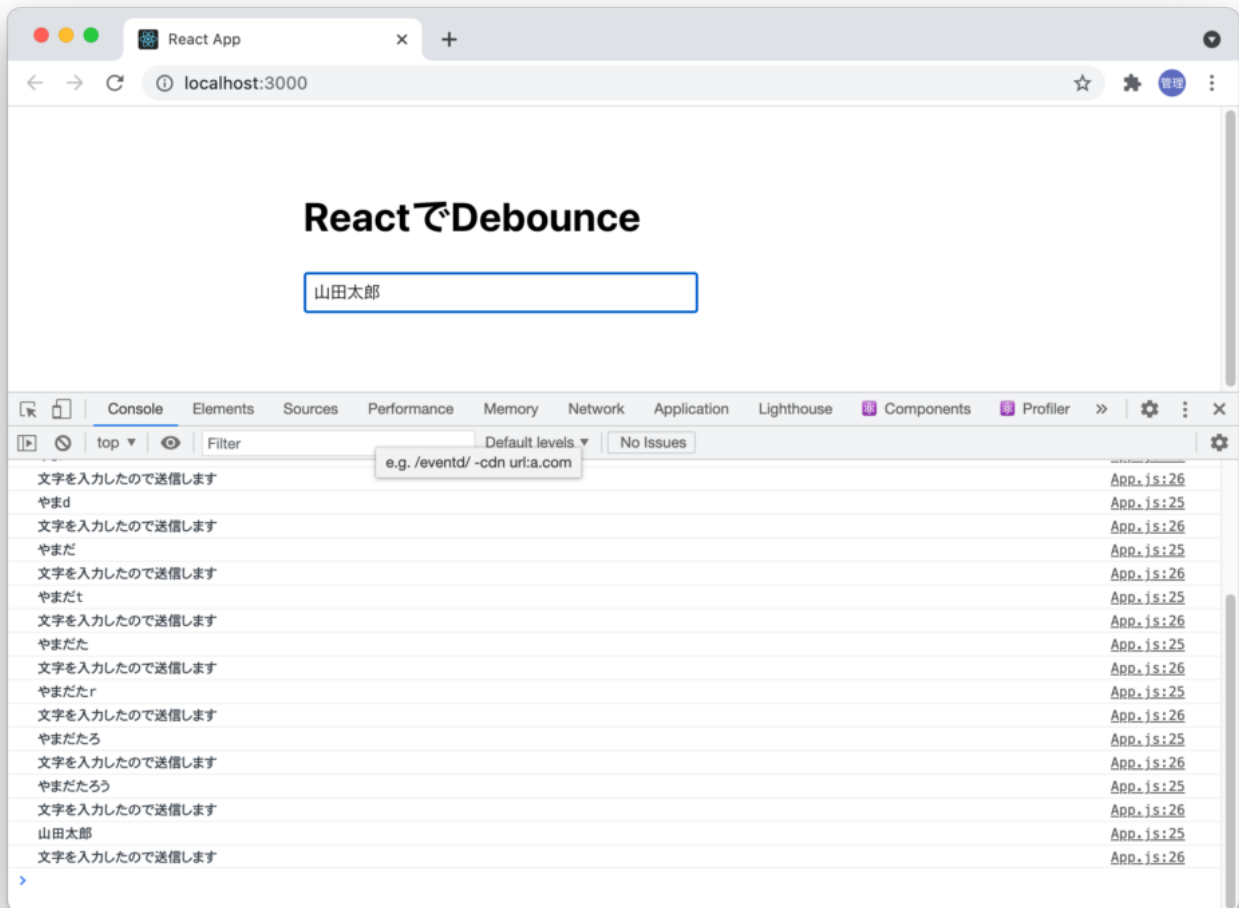 React App
localhost:3000
管理
ReactでDebounce
山田太郎
Console Elements Sources Performance Memory Network Application Lighthouse Components Profiler »
top ▼ Filter Default levels ▼ No Issues
e.g. /eventd/ -cdn url:a.com
文字を入力したので送信します App.js:26
やまd App.js:25
文字を入力したので送信します App.js:26
やまだ App.js:25
文字を入力したので送信します App.js:26
やまだt App.js:25
文字を入力したので送信します App.js:26
やまだた App.js:25
文字を入力したので送信します App.js:26
やまだたr App.js:25
文字を入力したので送信します App.js:26
やまだたろ App.js:25
文字を入力したので送信します App.js:26
やまだたろう App.js:25
文字を入力したので送信します App.js:26
山田太郎 App.js:25
文字を入力したので送信します App.js:26